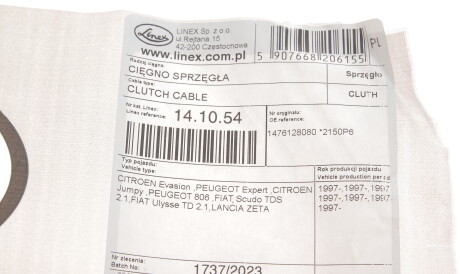 Linex
LINEX Sp. z o.o.
ul.Rejtana 15
42-200 Częstochowa
www.linex.com.pl
5 907668 206155
PL
Rodzaj cięgna:
CIĘGNO SPRZĘGŁA
Sprzęgło
Cable type:
CLUTCH CABLE
CLUTH
Nr kat. Linex:
Linex reference:
14.10.54
Nr oryginału:
OE reference:
1476128080 *2150P6
Typ pojazdu:
Vehicle type:
Rok produkcji pojazdu
Vehicle production period
CITROEN Evasion ,PEUGEOT Expert ,CITROEN
Jumpy ,PEUGEOT 806 ,FIAT Scudo TDS
2.1,FIAT Ulysse TD 2.1,LANCIA ZETA
1997-,1997-,1997
1997-,1997-,1997
1997-
Nr zlecenia:
Batch No:
1737/2023